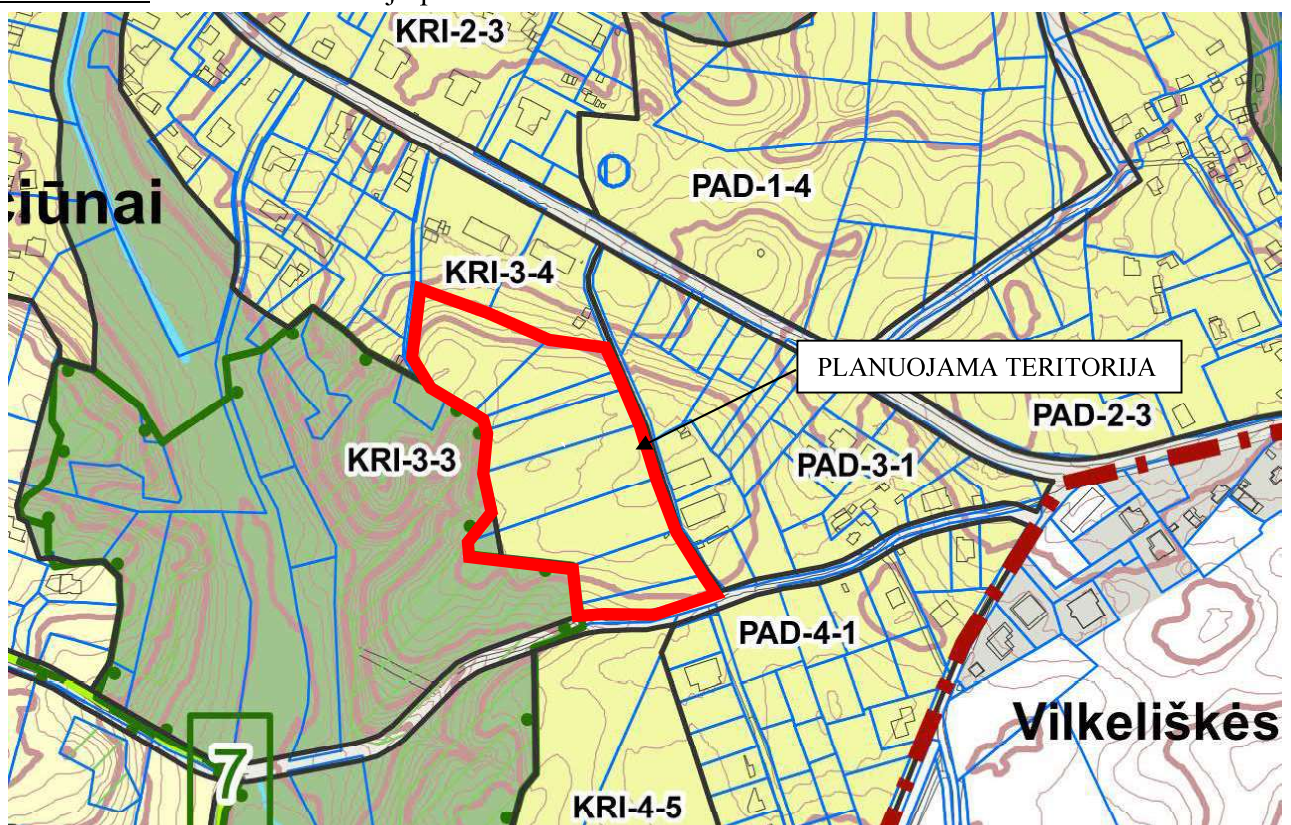 KRI-2-3
PAD-1-4
čiūnai
KRI-3-4
PLANUOJAMA TERITORIJA
PAD-2-3
KRI-3-3
PAD-3-1
PAD-4-1
Vilkeliškės
7
KRI-4-5